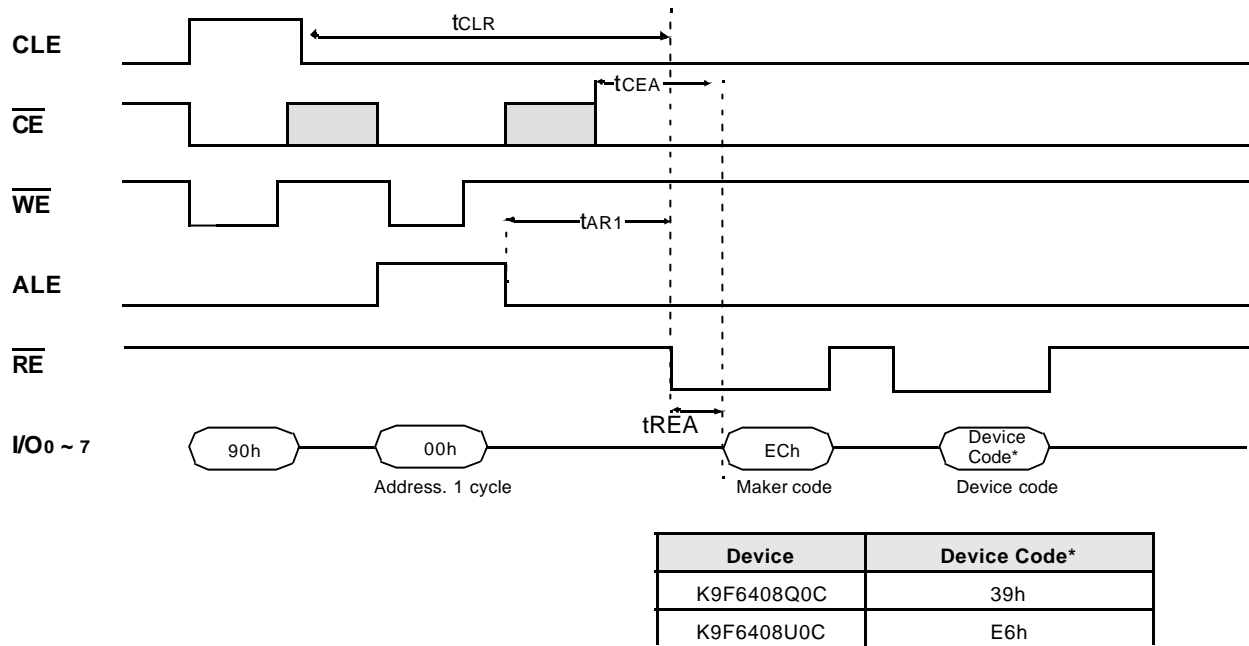 CLE
tCLR
tCEA
CE
WE
tAR1
ALE
RE
tREA
I/O0 ~ 7
90h
00h
ECh
Device
Code*
Address. 1 cycle
Maker code
Device code
Device Device Code*
K9F6408Q0C 39h
K9F6408U0C E6h